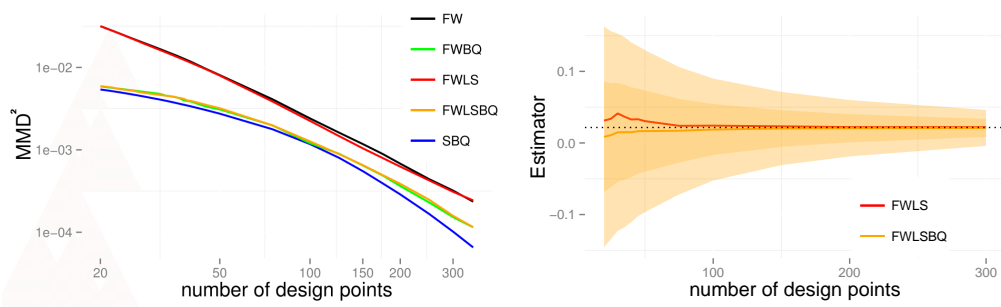 FW
FWBQ
FWLS
FWLSBQ
SBQ
MMD²
1e−02
1e−03
1e−04
20
50
100
150
200
300
number of design points
Estimator
0.1
0.0
−0.1
FWLS
FWLSBQ
100
200
300
number of design points